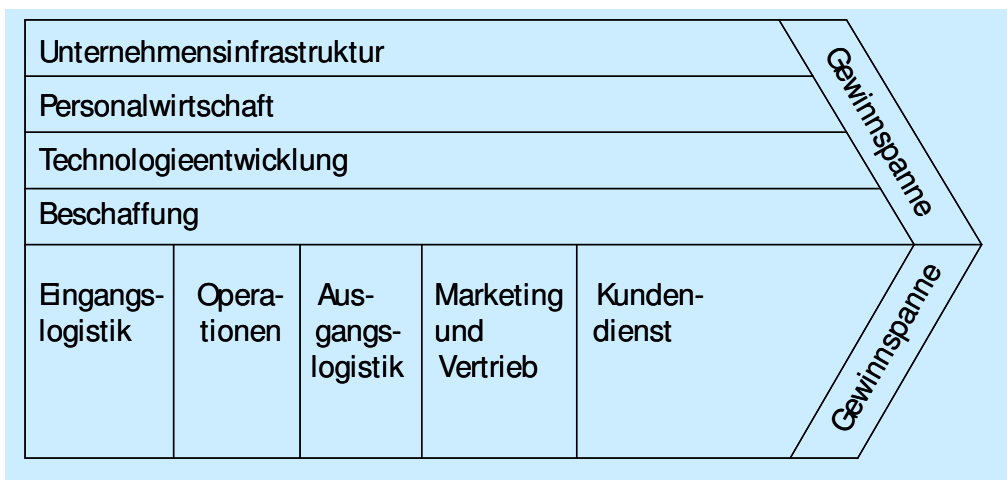 Unternehmensinfrastruktur
Personalwirtschaft
Technologieentwicklung
Beschaffung
Gewinnspanne
Eingangs-
logistik
Opera-
tionen
Aus-
gangs-
logistik
Marketing
und
Vertrieb
Kunden-
dienst
Gewinnspanne